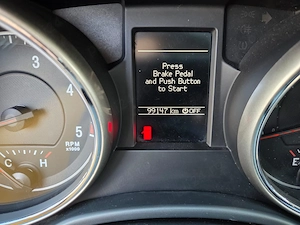 Press
Brake Pedal
and Push Button
to Start
99147 km OFF
3
4
5
RPM
x1000
C H
E